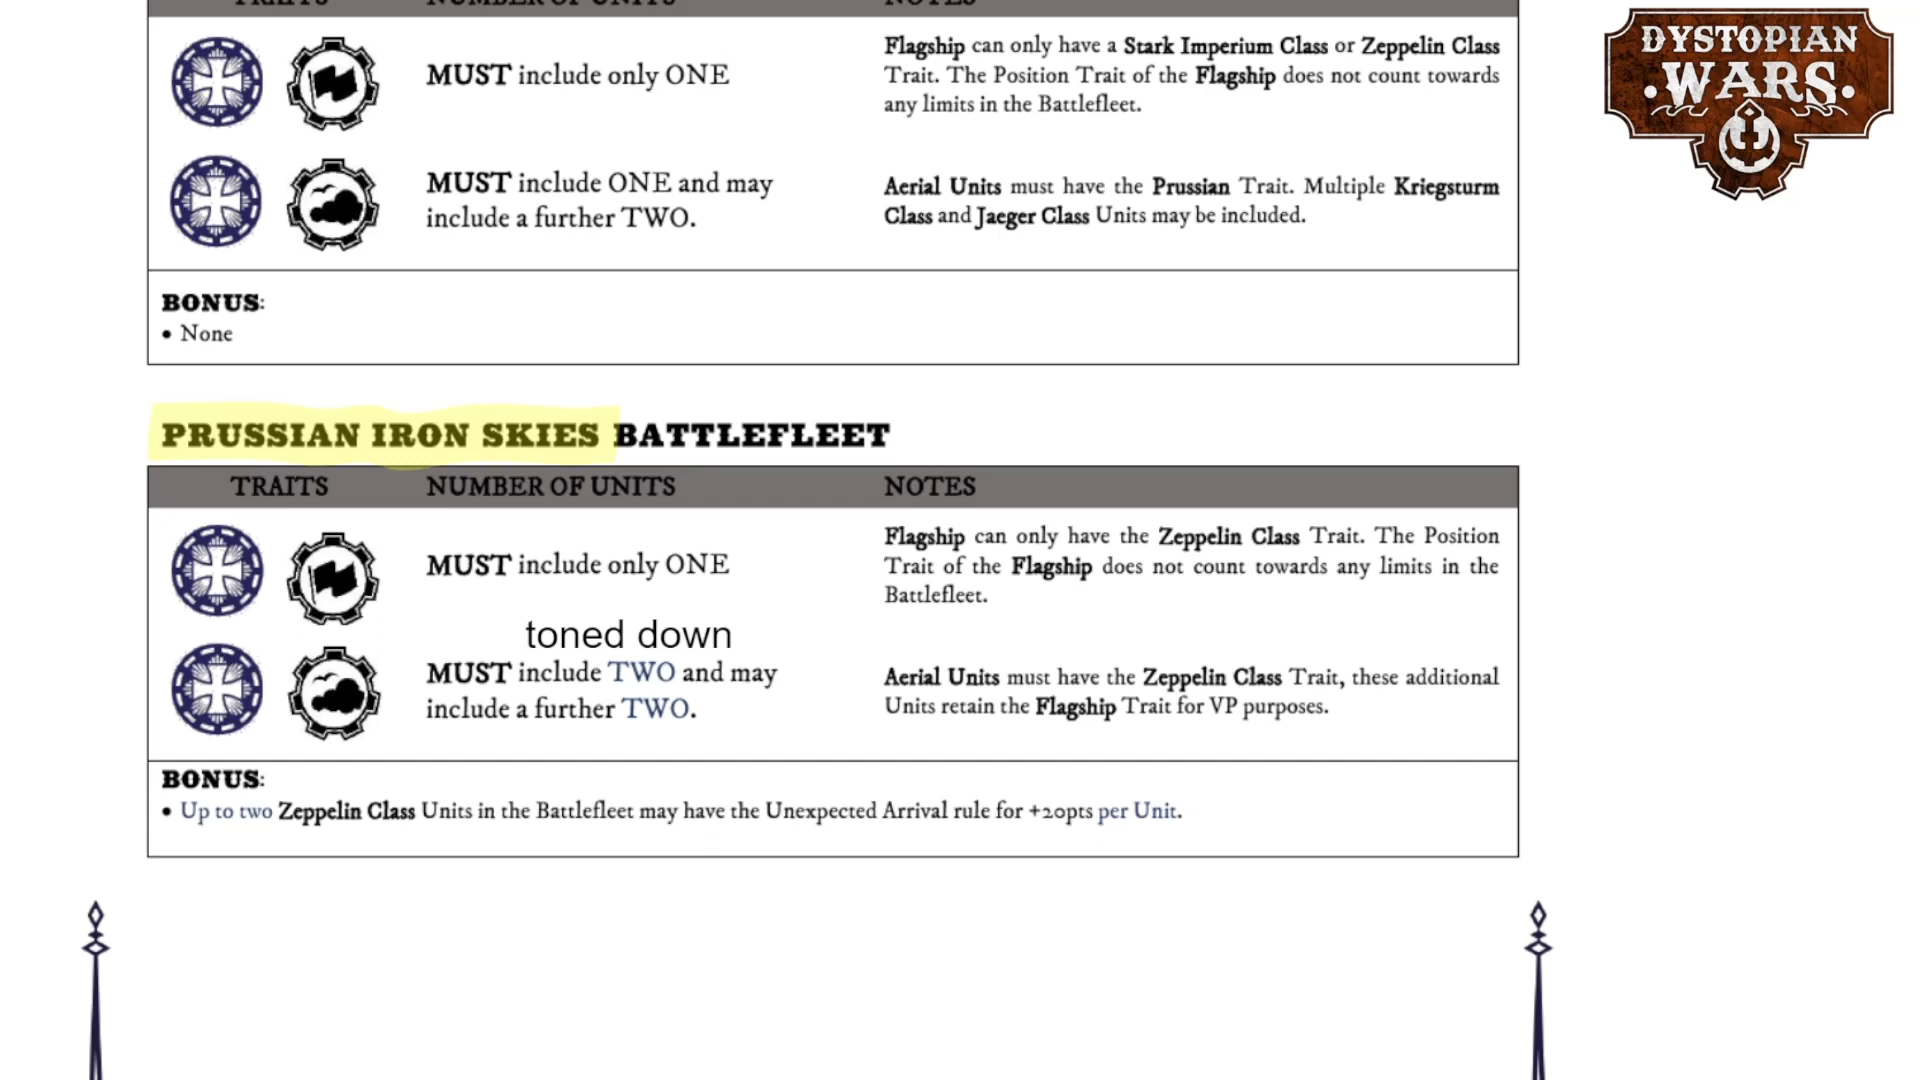 TRAITS NUMBER OF UNITS NOTES
MUST include only ONE
Flagship can only have a Stark Imperium Class or Zeppelin Class
Trait. The Position Trait of the Flagship does not count towards
any limits in the Battlefleet.
MUST include ONE and may
include a further TWO.
Aerial Units must have the Prussian Trait. Multiple Kriegsturm
Class and Jaeger Class Units may be included.
BONUS:
• None
PRUSSIAN IRON SKIES BATTLEFLEET
TRAITS NUMBER OF UNITS NOTES
MUST include only ONE
Flagship can only have the Zeppelin Class Trait. The Position
Trait of the Flagship does not count towards any limits in the
Battlefleet.
toned down
MUST include TWO and may
include a further TWO.
Aerial Units must have the Zeppelin Class Trait, these additional
Units retain the Flagship Trait for VP purposes.
BONUS:
• Up to two Zeppelin Class Units in the Battlefleet may have the Unexpected Arrival rule for +20pts per Unit.
DYSTOPIAN
WARS